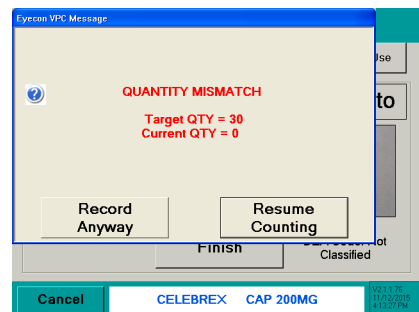 Eyecon VPC Message
Use
to
QUANTITY MISMATCH
Target QTY = 30
Current QTY = 0
Record
Anyway
Resume
Counting
Finish
Classified
Cancel
CELEBREX CAP 200MG
V2.1.1.76
11/12/2015
4:13:27 PM